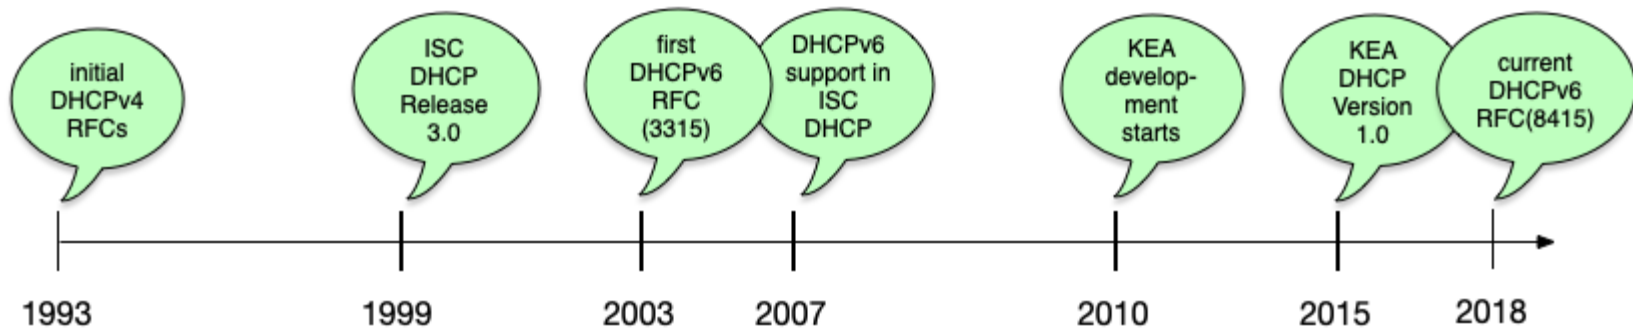 initial
DHCPv4
RFCs
ISC
DHCP
Release
3.0
first
DHCPv6
RFC
(3315)
DHCPv6
support in
ISC
DHCP
KEA
develop-
ment
starts
KEA
DHCP
Version
1.0
current
DHCPv6
RFC(8415)
1993
1999
2003
2007
2010
2015
2018